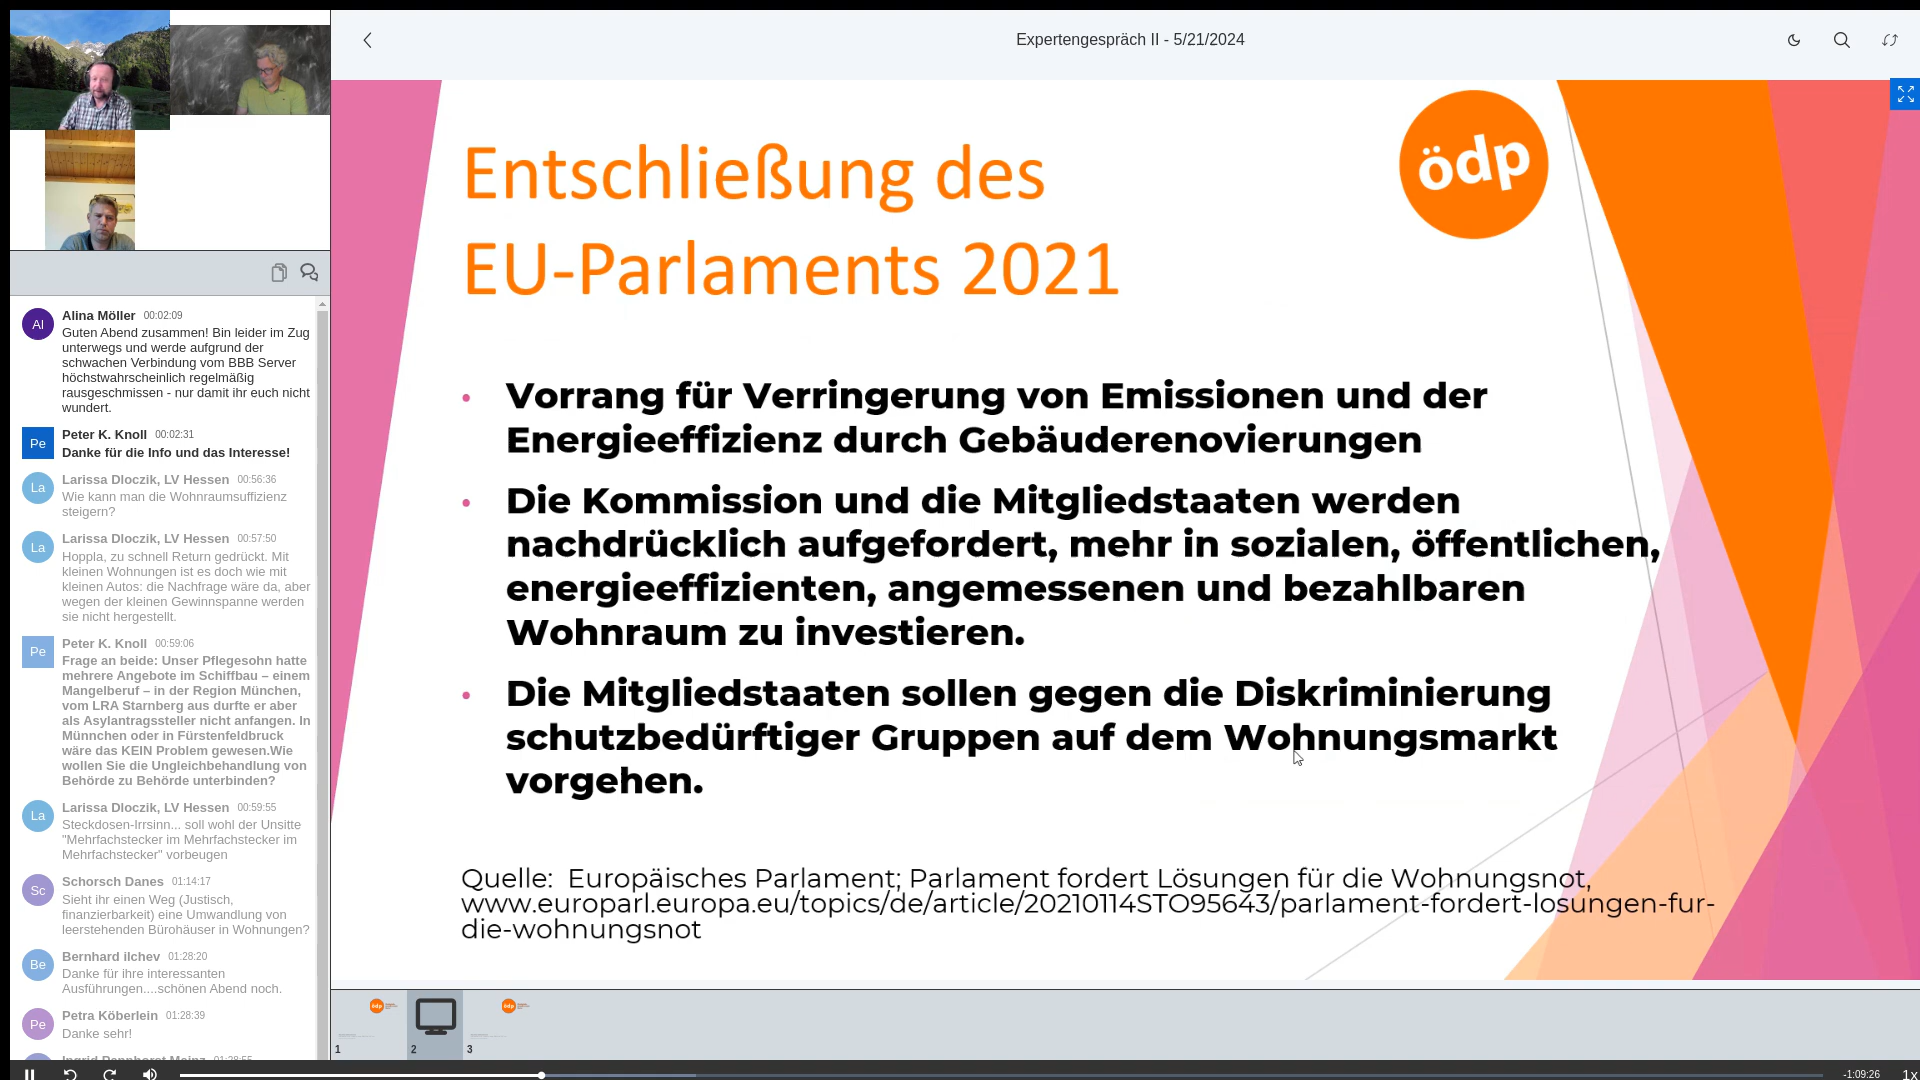 Expertengespräch II - 5/21/2024
Entschließung des
EU-Parlaments 2021
ödp
Vorrang für Verringerung von Emissionen und der
Energieeffizienz durch Gebäuderenovierungen
Die Kommission und die Mitgliedstaaten werden
nachdrücklich aufgefordert, mehr in sozialen, öffentlichen,
energieeffizienten, angemessenen und bezahlbaren
Wohnraum zu investieren.
Die Mitgliedstaaten sollen gegen die Diskriminierung
schutzbedürftiger Gruppen auf dem Wohnungsmarkt
vorgehen.
Quelle: Europäisches Parlament; Parlament fordert Lösungen für die Wohnungsnot,
www.europarl.europa.eu/topics/de/article/20210114STO95643/parlament-fordert-losungen-fur-
die-wohnungsnot
Al
Alina Möller 00:02:09
Guten Abend zusammen! Bin leider im Zug
unterwegs und werde aufgrund der
schwachen Verbindung vom BBB Server
höchstwahrscheinlich regelmäßig
rausgeschmissen - nur damit ihr euch nicht
wundert.
Pe
Peter K. Knoll 00:02:31
Danke für die Info und das Interesse!
La
Larissa Dloczik, LV Hessen 00:56:36
Wie kann man die Wohnraumsuffizienz
steigern?
La
Larissa Dloczik, LV Hessen 00:57:50
Hoppla, zu schnell Return gedrückt. Mit
kleinen Wohnungen ist es doch wie mit
kleinen Autos: die Nachfrage wäre da, aber
wegen der kleinen Gewinnspanne werden
sie nicht hergestellt.
Pe
Peter K. Knoll 00:59:06
Frage an beide: Unser Pflegesohn hatte
mehrere Angebote im Schiffbau – einem
Mangelberuf – in der Region München,
vom LRA Starnberg aus durfte er aber
als Asylantragssteller nicht anfangen. In
Münnchen oder in Fürstenfeldbruck
wäre das KEIN Problem gewesen.Wie
wollen Sie die Ungleichbehandlung von
Behörde zu Behörde unterbinden?
La
Larissa Dloczik, LV Hessen 00:59:55
Steckdosen-Irrsinn... soll wohl der Unsitte
"Mehrfachstecker im Mehrfachstecker im
Mehrfachstecker" vorbeugen
Sc
Schorsch Danes 01:14:17
Sieht ihr einen Weg (Justisch,
finanzierbarkeit) eine Umwandlung von
leerstehenden Bürohäuser in Wohnungen?
Be
Bernhard ilchev 01:28:20
Danke für ihre interessanten
Ausführungen....schönen Abend noch.
Pe
Petra Köberlein 01:28:39
Danke sehr!
ödp
1
2
ödp
3
-1:09:26
1x